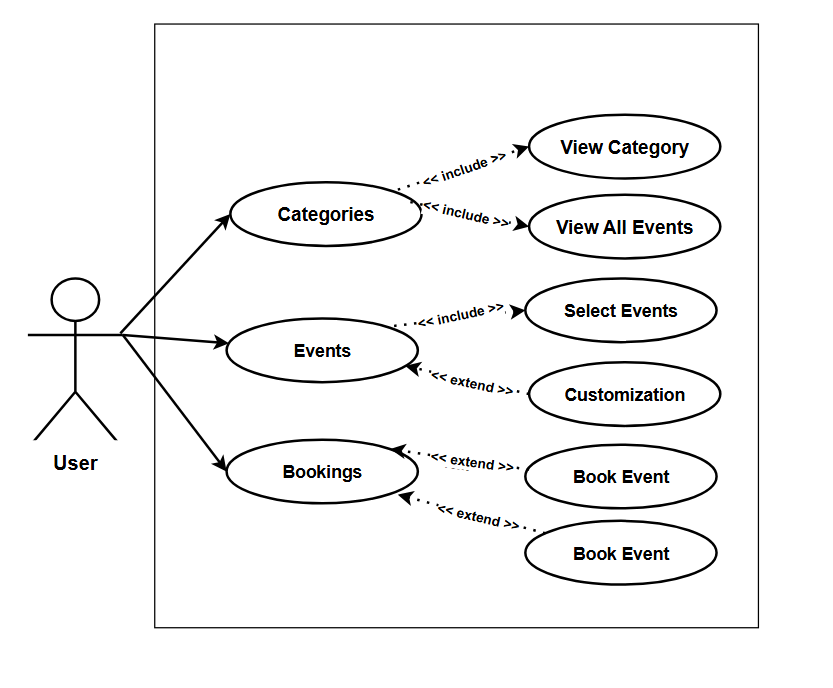 View Category
<< include >>
Categories
<< include >>
View All Events
<< include >>
Select Events
Events
<< extend >>
Customization
User
Bookings
<< extend >>
Book Event
<< extend >>
Book Event